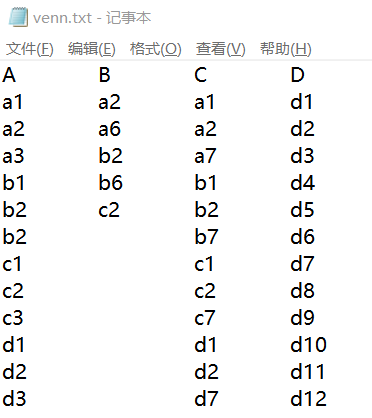 venn.txt - 记事本
文件(F) 编辑(E) 格式(O) 查看(V) 帮助(H)
A B C D
a1 a2 a1 d1
a2 a6 a2 d2
a3 b2 a7 d3
b1 b6 b1 d4
b2 c2 b2 d5
b2 b7 d6
c1 c1 d7
c2 c2 d8
c3 c7 d9
d1 d1 d10
d2 d2 d11
d3 d7 d12